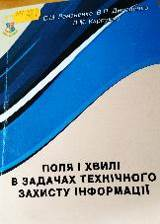 ПОЛЯ І ХВИЛІ
В ЗАДАЧАХ ТЕХНІЧНОГО
ЗАХИСТУ ІНФОРМАЦІЇ